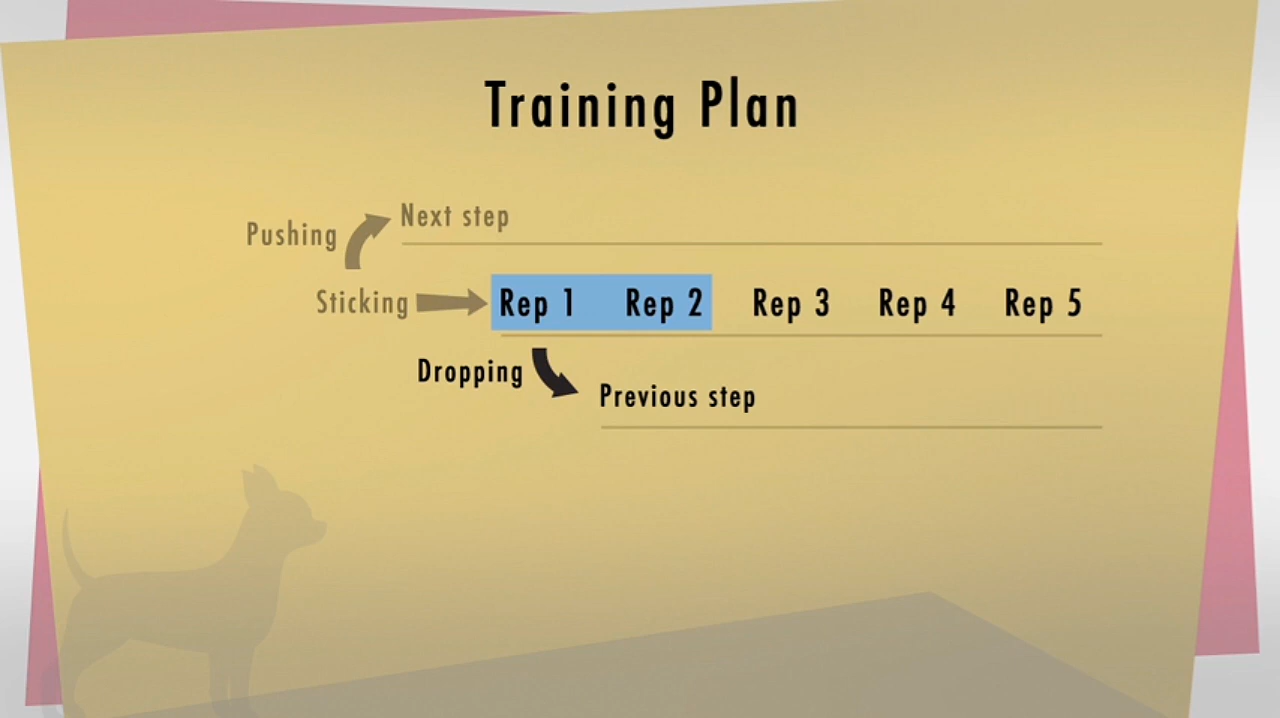 Training Plan
Next step
Pushing
Sticking Rep 1 Rep 2 Rep 3 Rep 4 Rep 5
Dropping
Previous step